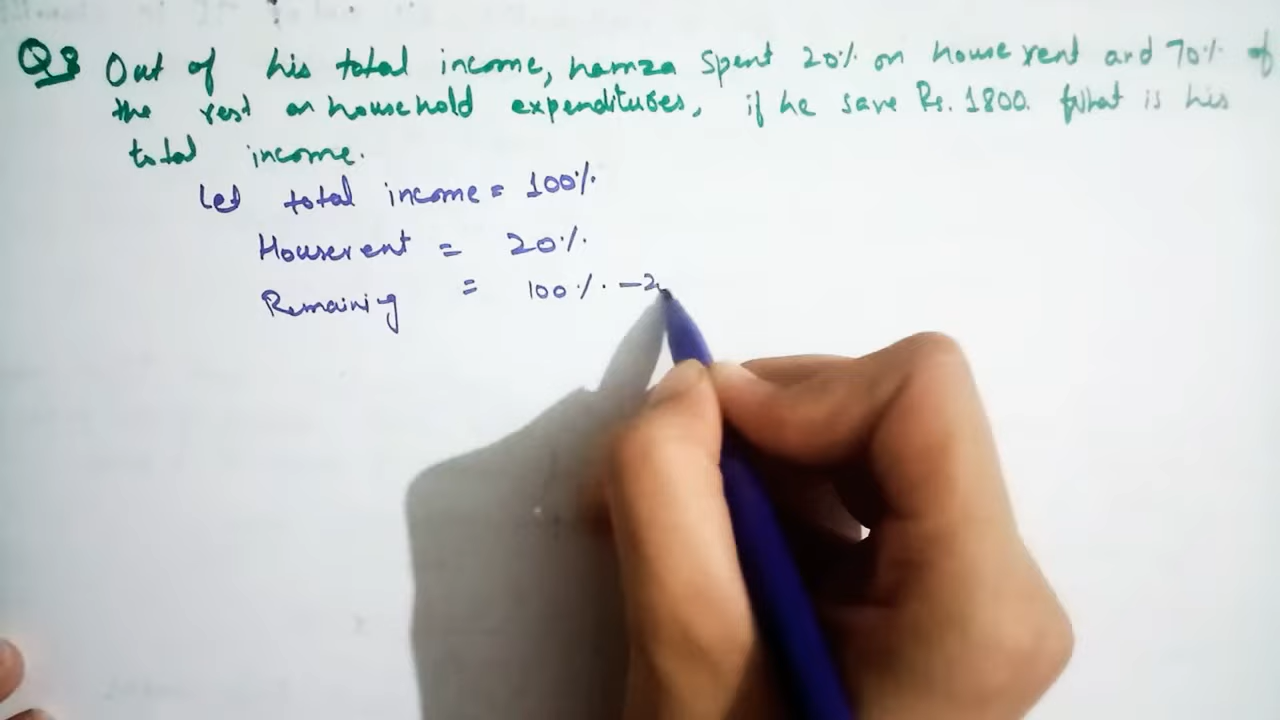 Q3 Out of his total income, hamza Spent 20% on house rent and 70% of
the rest on household expenditures, if he save Rs. 1800. What is his
total income.
Let total income = 100%
House rent = 20%
Remaining = 100% - 2